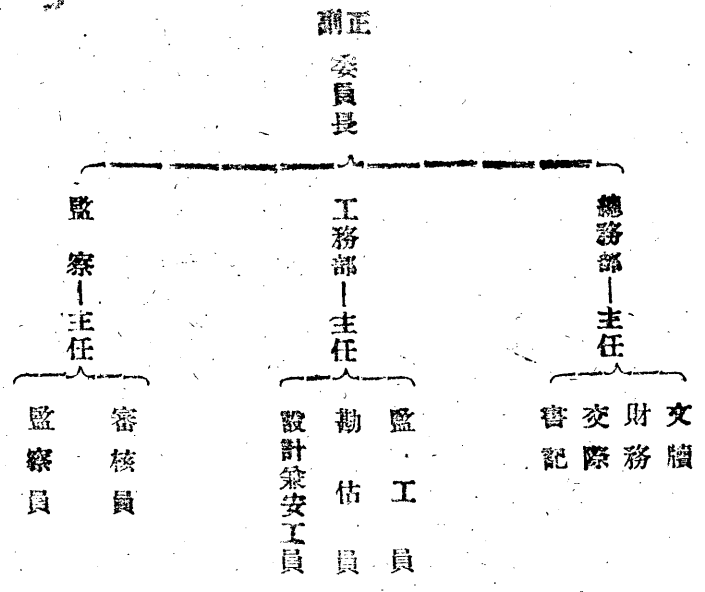 正副
委員長
總務部—主任
文牘
財務
交際
書記
工務部—主任
監工員
勘估員
設計兼安工員
監察—主任
審核員
監察員